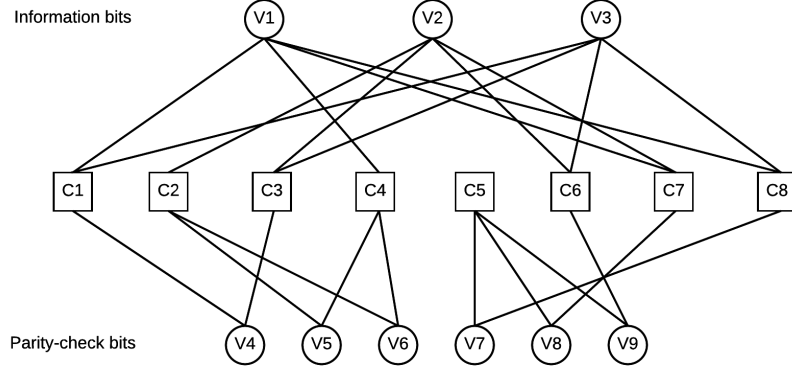 Information bits
V1 V2 V3
C1 C2 C3 C4 C5 C6 C7 C8
Parity-check bits
V4 V5 V6 V7 V8 V9